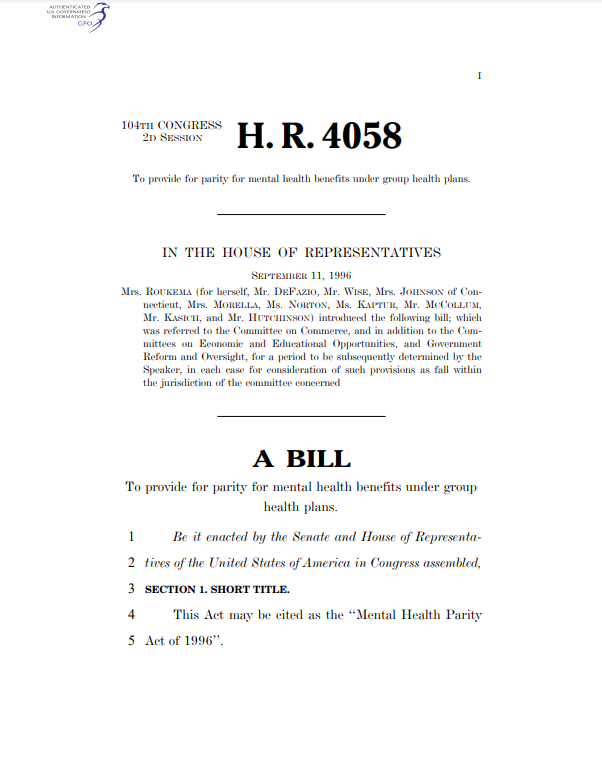 AUTHENTICATED
U.S. GOVERNMENT
INFORMATION
GPO
I
104TH CONGRESS
2D SESSION
H. R. 4058
To provide for parity for mental health benefits under group health plans.
IN THE HOUSE OF REPRESENTATIVES
SEPTEMBER 11, 1996
Mrs. ROUKEMA (for herself, Mr. DEFAZIO, Mr. WISE, Mrs. JOHNSON of Con-
necticut, Mrs. MORELLA, Ms. NORTON, Ms. KAPTUR, Mr. MCCOLLUM,
Mr. KASICH, and Mr. HUTCHINSON) introduced the following bill; which
was referred to the Committee on Commerce, and in addition to the Com-
mittees on Economic and Educational Opportunities, and Government
Reform and Oversight, for a period to be subsequently determined by the
Speaker, in each case for consideration of such provisions as fall within
the jurisdiction of the committee concerned
A BILL
To provide for parity for mental health benefits under group
health plans.
1 Be it enacted by the Senate and House of Representa-
2 tives of the United States of America in Congress assembled,
3 SECTION 1. SHORT TITLE.
4 This Act may be cited as the ‘‘Mental Health Parity
5 Act of 1996’’.